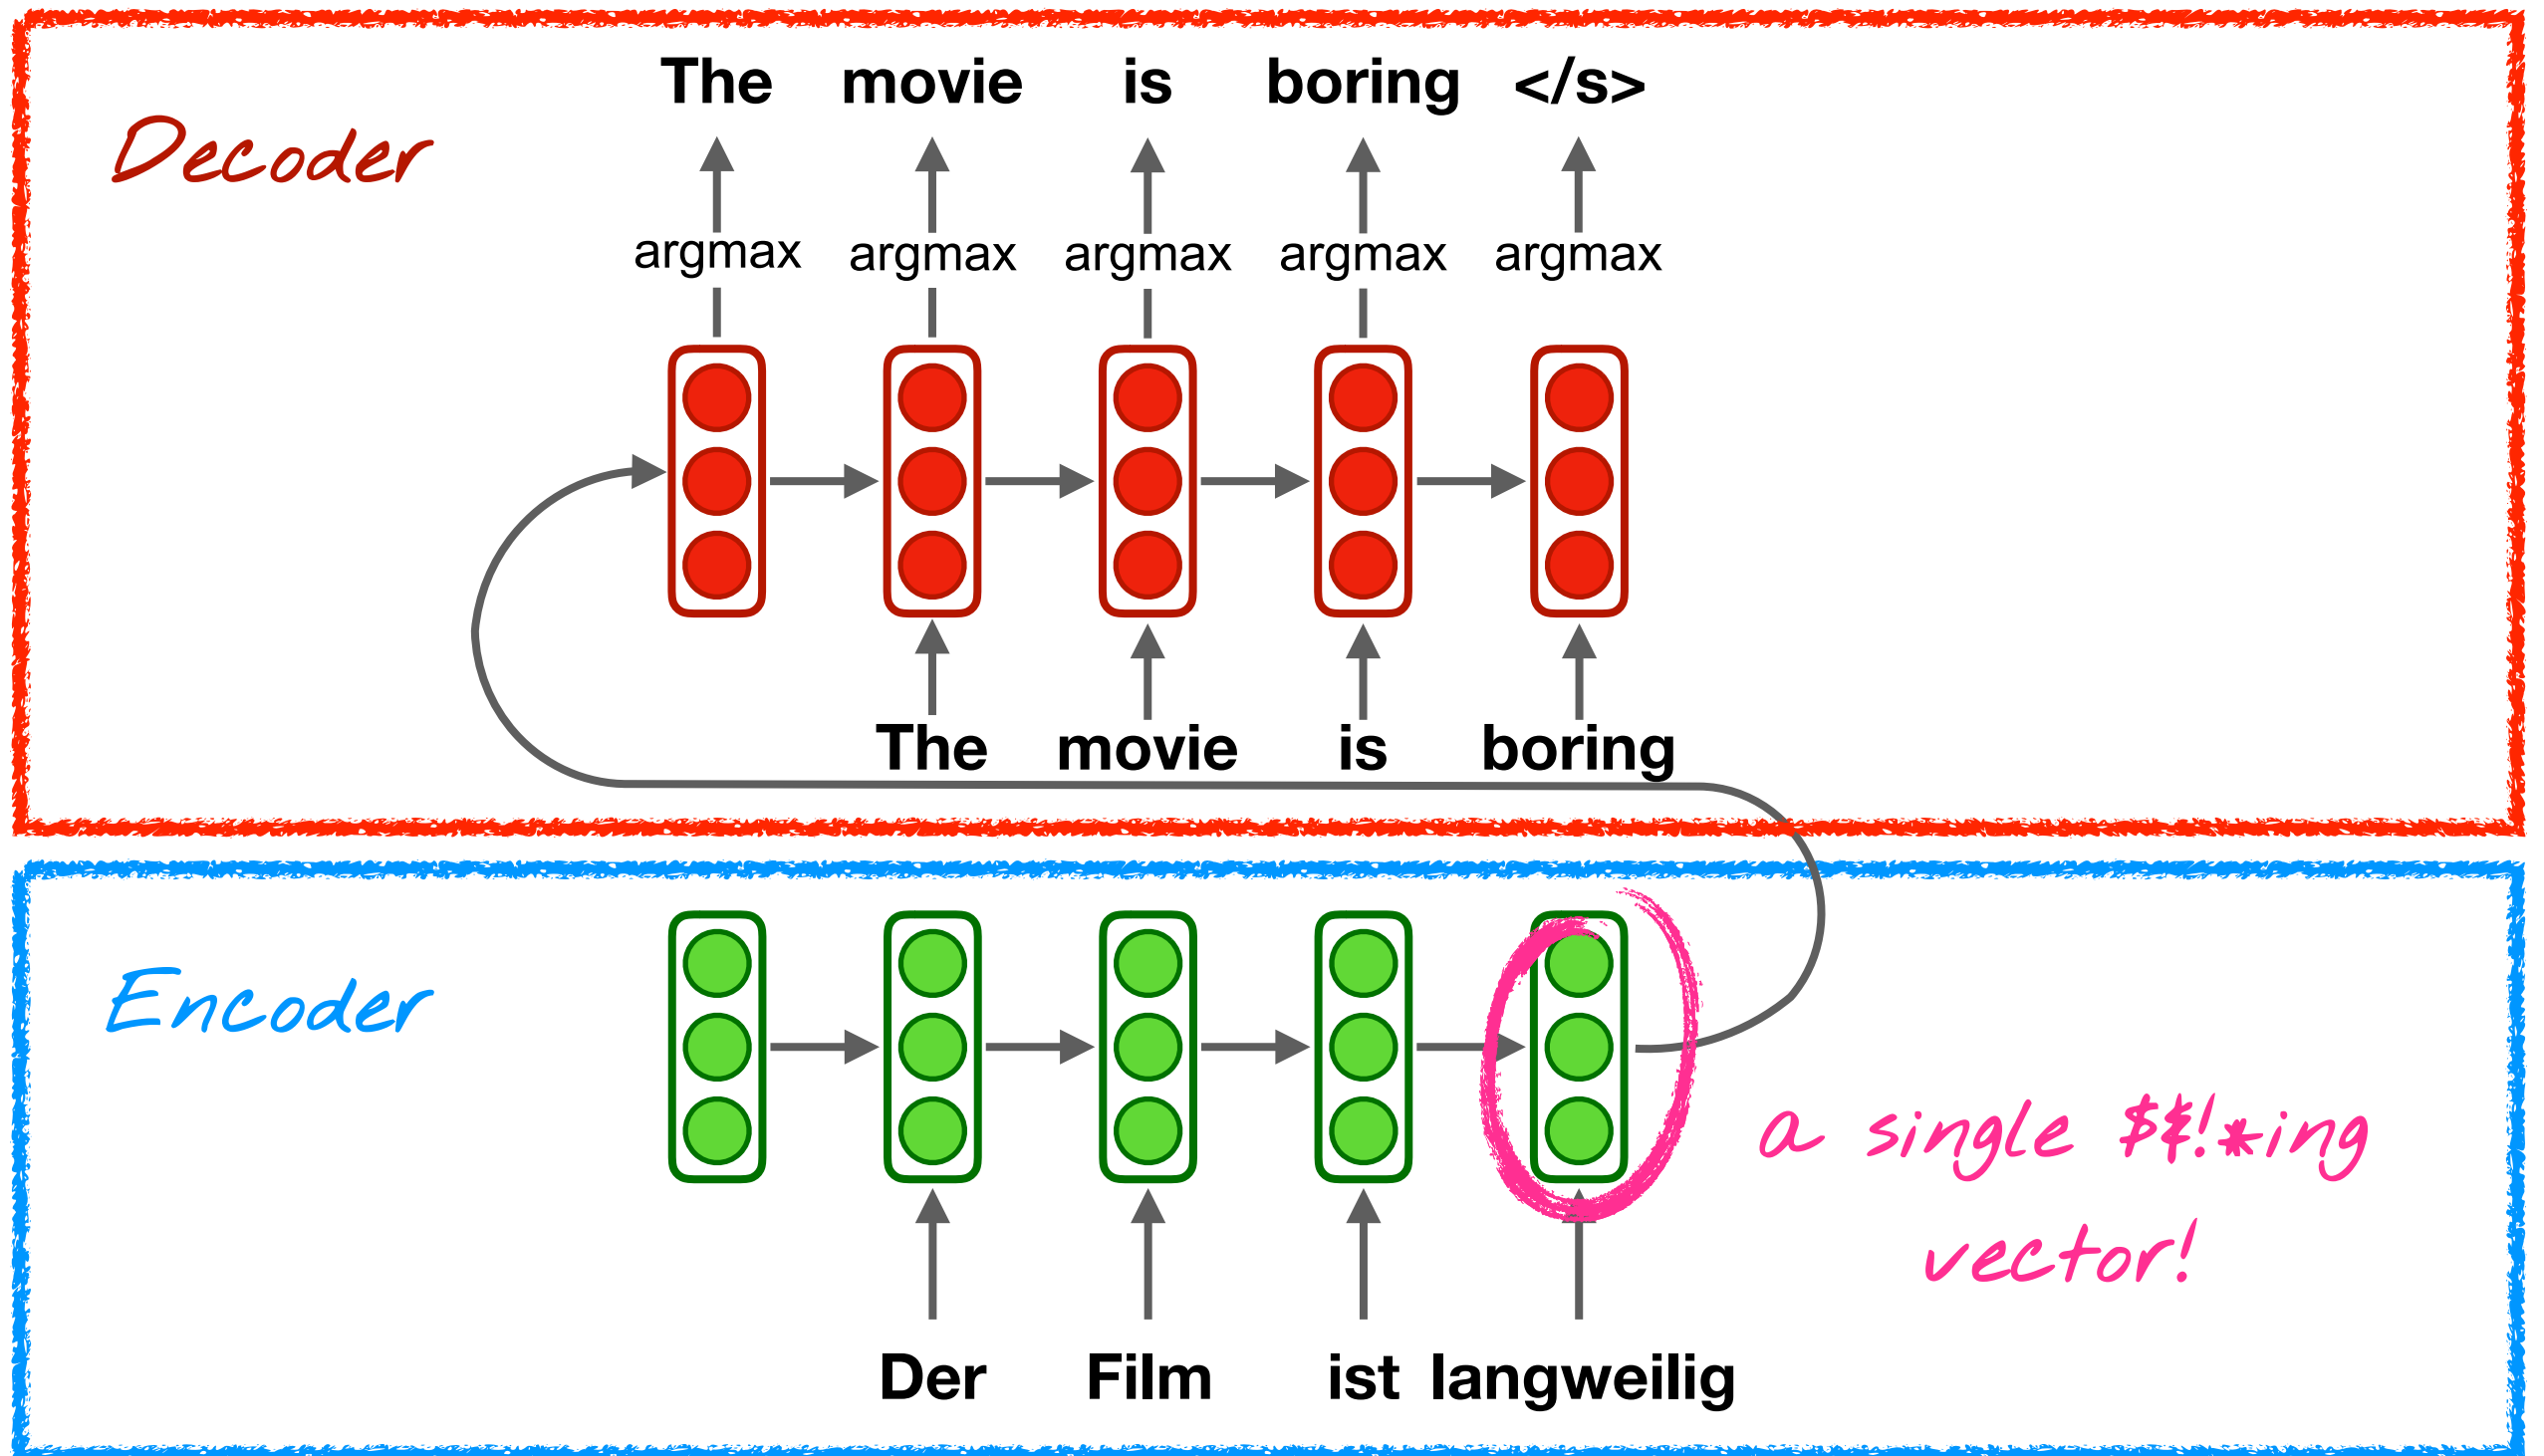 The movie is boring </s>
Decoder
argmax argmax argmax argmax argmax
The movie is boring
Encoder
a single $&!*ing
vector!
Der Film ist langweilig